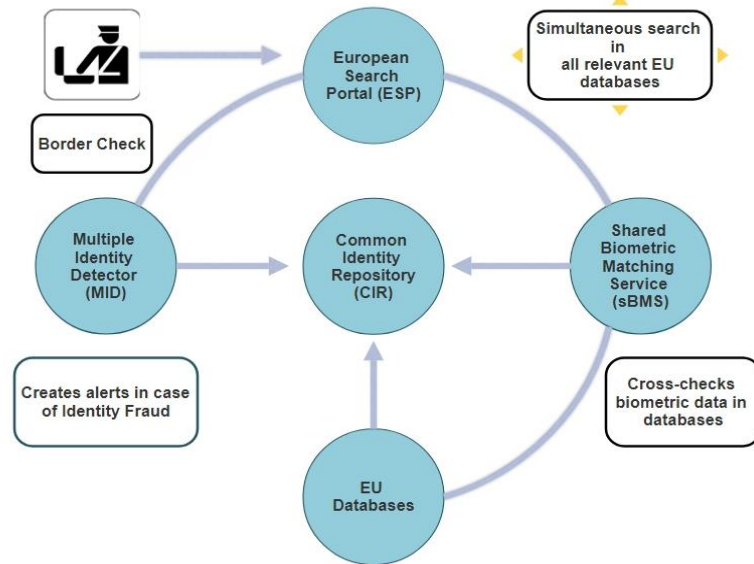 European
Search
Portal (ESP)
Simultaneous search
in
all relevant EU
databases
Border Check
Multiple
Identity
Detector
(MID)
Common
Identity
Repository
(CIR)
Shared
Biometric
Matching
Service
(sBMS)
Creates alerts in case
of Identity Fraud
Cross-checks
biometric data in
databases
EU
Databases